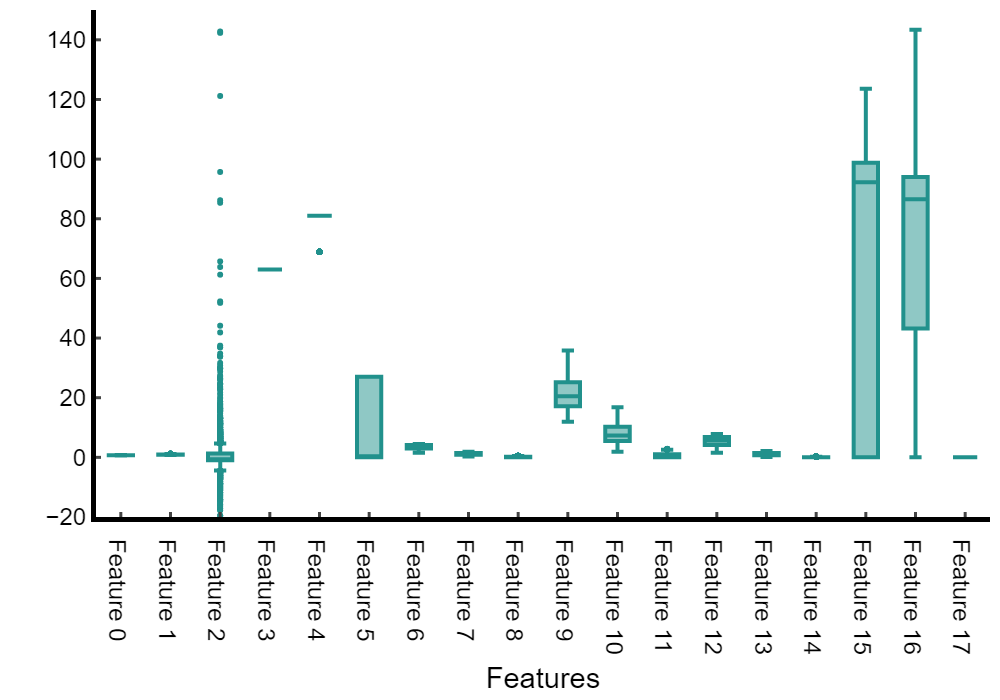 140
120
100
80
60
40
20
0
−20
Feature 0
Feature 1
Feature 2
Feature 3
Feature 4
Feature 5
Feature 6
Feature 7
Feature 8
Feature 9
Feature 10
Feature 11
Feature 12
Feature 13
Feature 14
Feature 15
Feature 16
Feature 17
Features